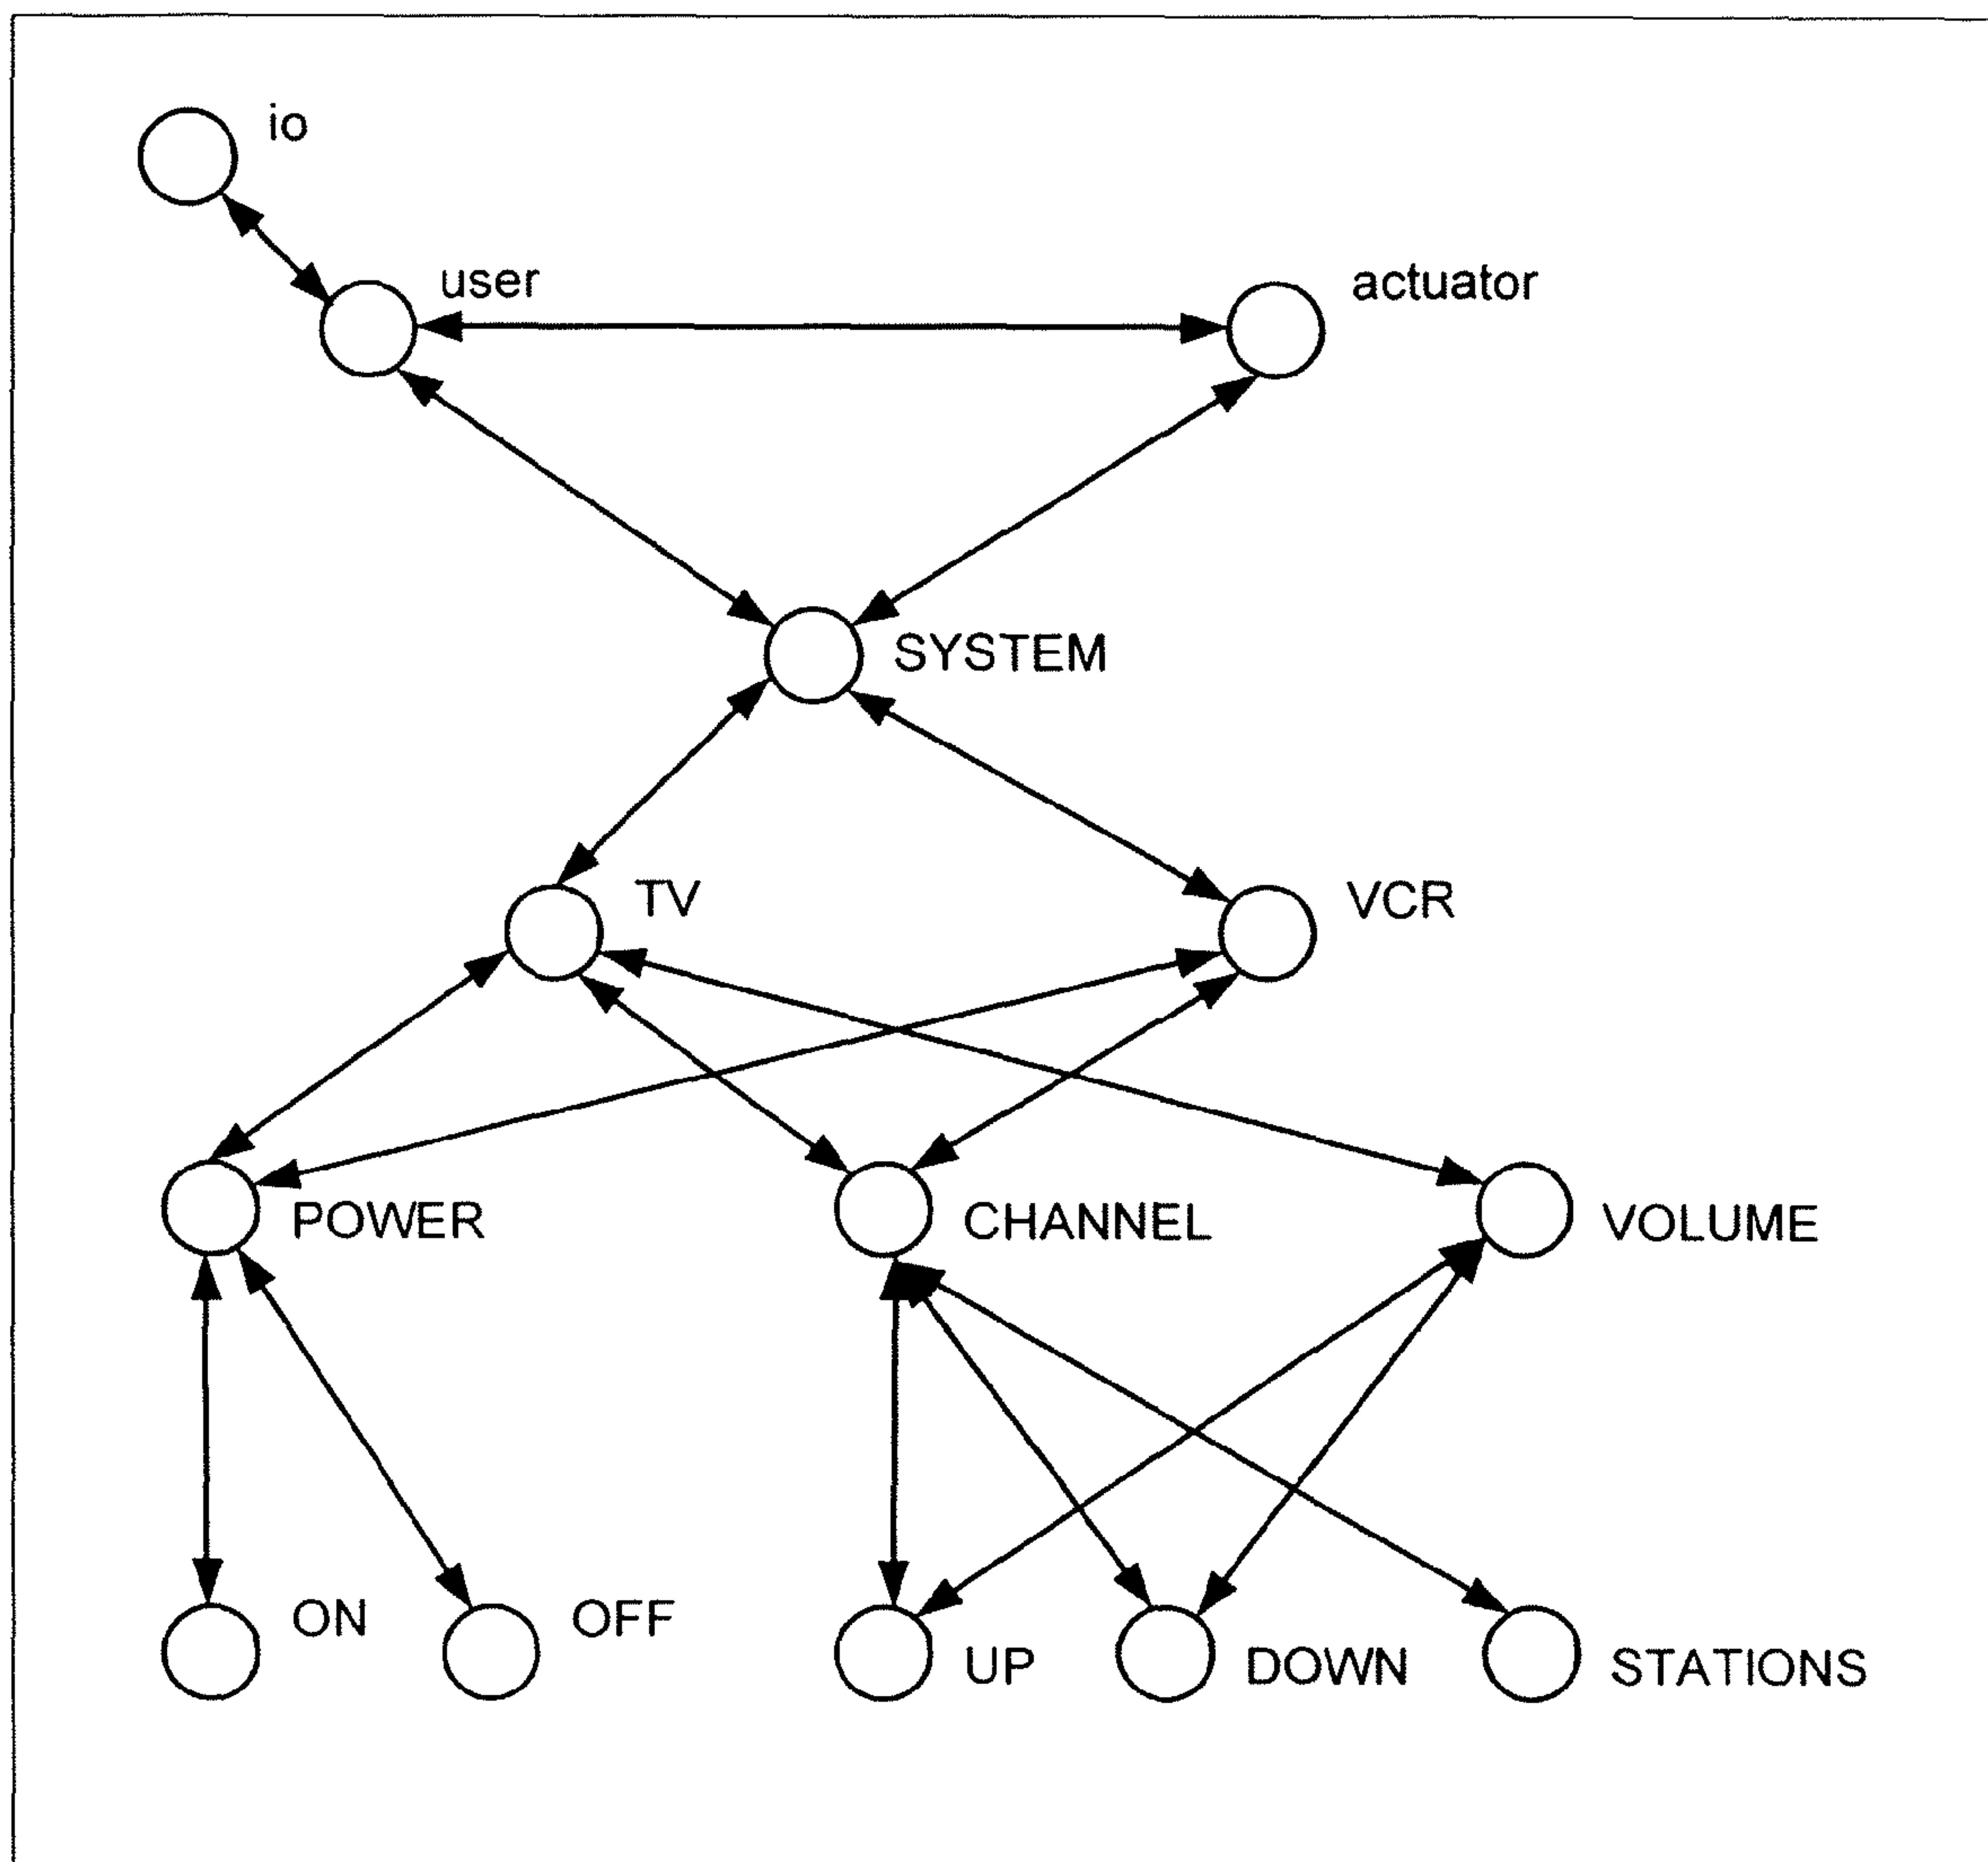 io
user
actuator
SYSTEM
TV
VCR
POWER
CHANNEL
VOLUME
ON
OFF
UP
DOWN
STATIONS